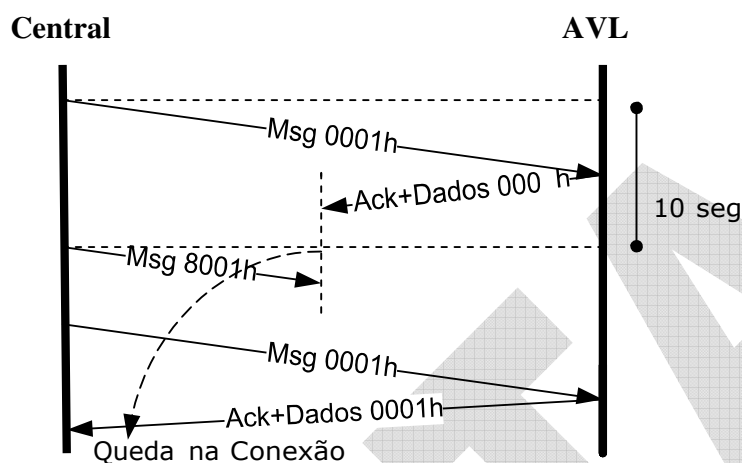 Central AVL
Msg 0001h
Ack+Dados 000 h
10 seg
Msg 8001h
Msg 0001h
Ack+Dados 0001h
Queda na Conexão